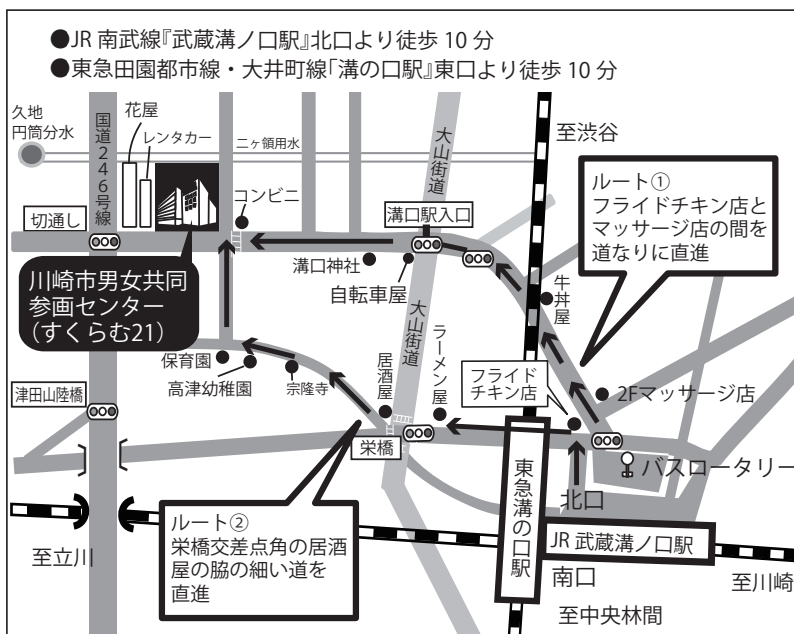 ●JR 南武線『武蔵溝ノ口駅』北口より徒歩 10 分
●東急田園都市線・大井町線「溝の口駅』東口より徒歩 10 分
久地
円筒分水
国道246号線
花屋
レンタカー
二ヶ領用水
大山街道
至渋谷
コンビニ
切通し
溝口駅入口
ルート①
フライドチキン店と
マッサージ店の間を
道なりに直進
溝口神社
自転車屋
牛丼屋
川崎市男女共同
参画センター
(すくらむ21)
大山街道
保育園
高津幼稚園
宗隆寺
居酒屋
ラーメン屋
フライド
チキン店
2Fマッサージ店
津田山陸橋
栄橋
バスロータリー
北口
東急溝の口駅
ルート②
栄橋交差点角の居酒
屋の脇の細い道を
直進
JR 武蔵溝ノ口駅
至立川
南口
至川崎
至中央林間